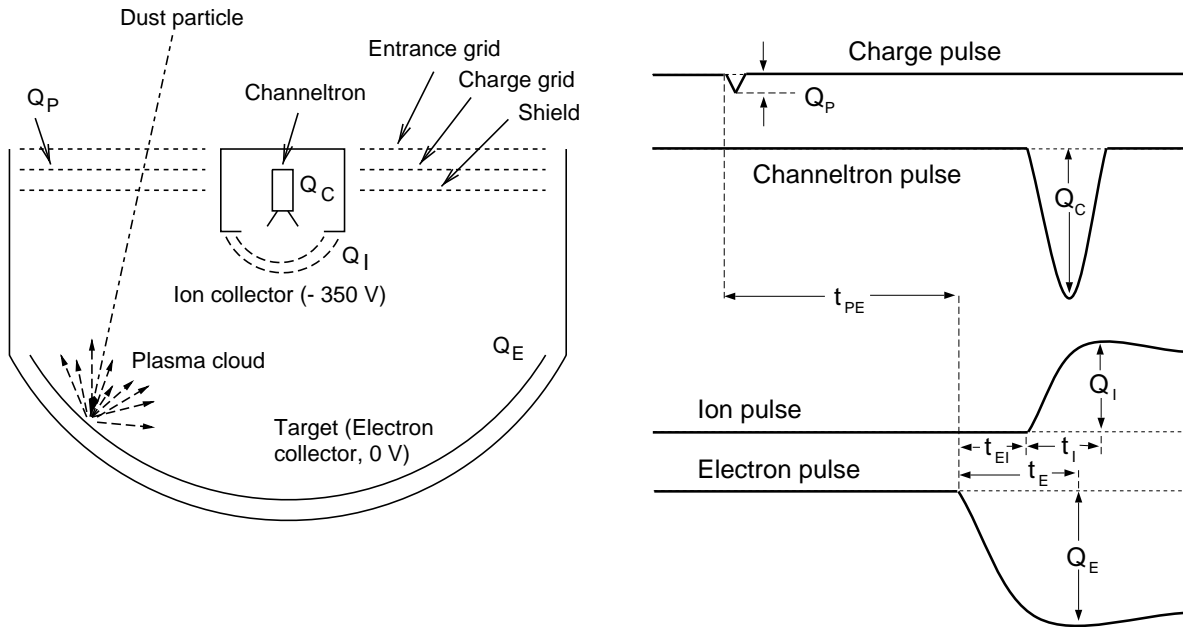 Dust particle
Entrance grid
Charge grid
Channeltron
Shield
Q_P
Q_C
Q_I
Ion collector (- 350 V)
Q_E
Plasma cloud
Target (Electron
collector, 0 V)
Charge pulse
Q_P
Channeltron pulse
Q_C
t_PE
Q_I
Ion pulse
t_EI
t_I
Electron pulse
t_E
Q_E